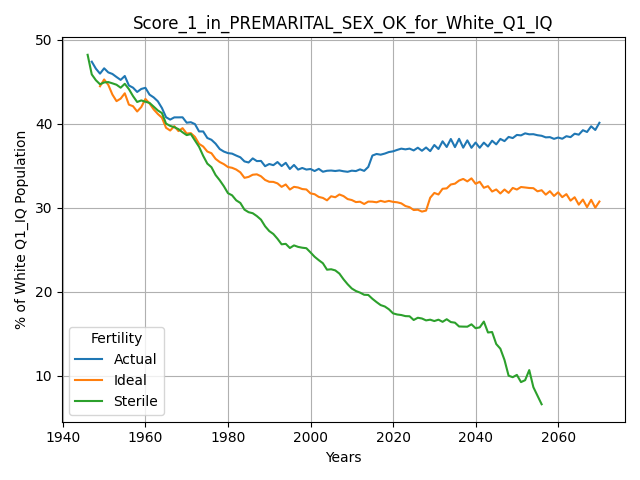 Score_1_in_PREMARITAL_SEX_OK_for_White_Q1_IQ
% of White Q1_IQ Population
50
40
30
20
10
Fertility
Actual
Ideal
Sterile
1940 1960 1980 2000 2020 2040 2060
Years